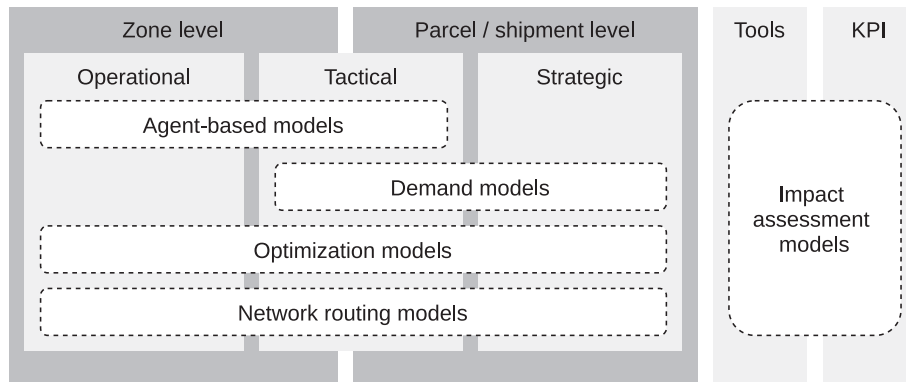 Zone level
Parcel / shipment level
Tools
KPI
Operational
Tactical
Strategic
Agent-based models
Demand models
Optimization models
Network routing models
Impact
assessment
models